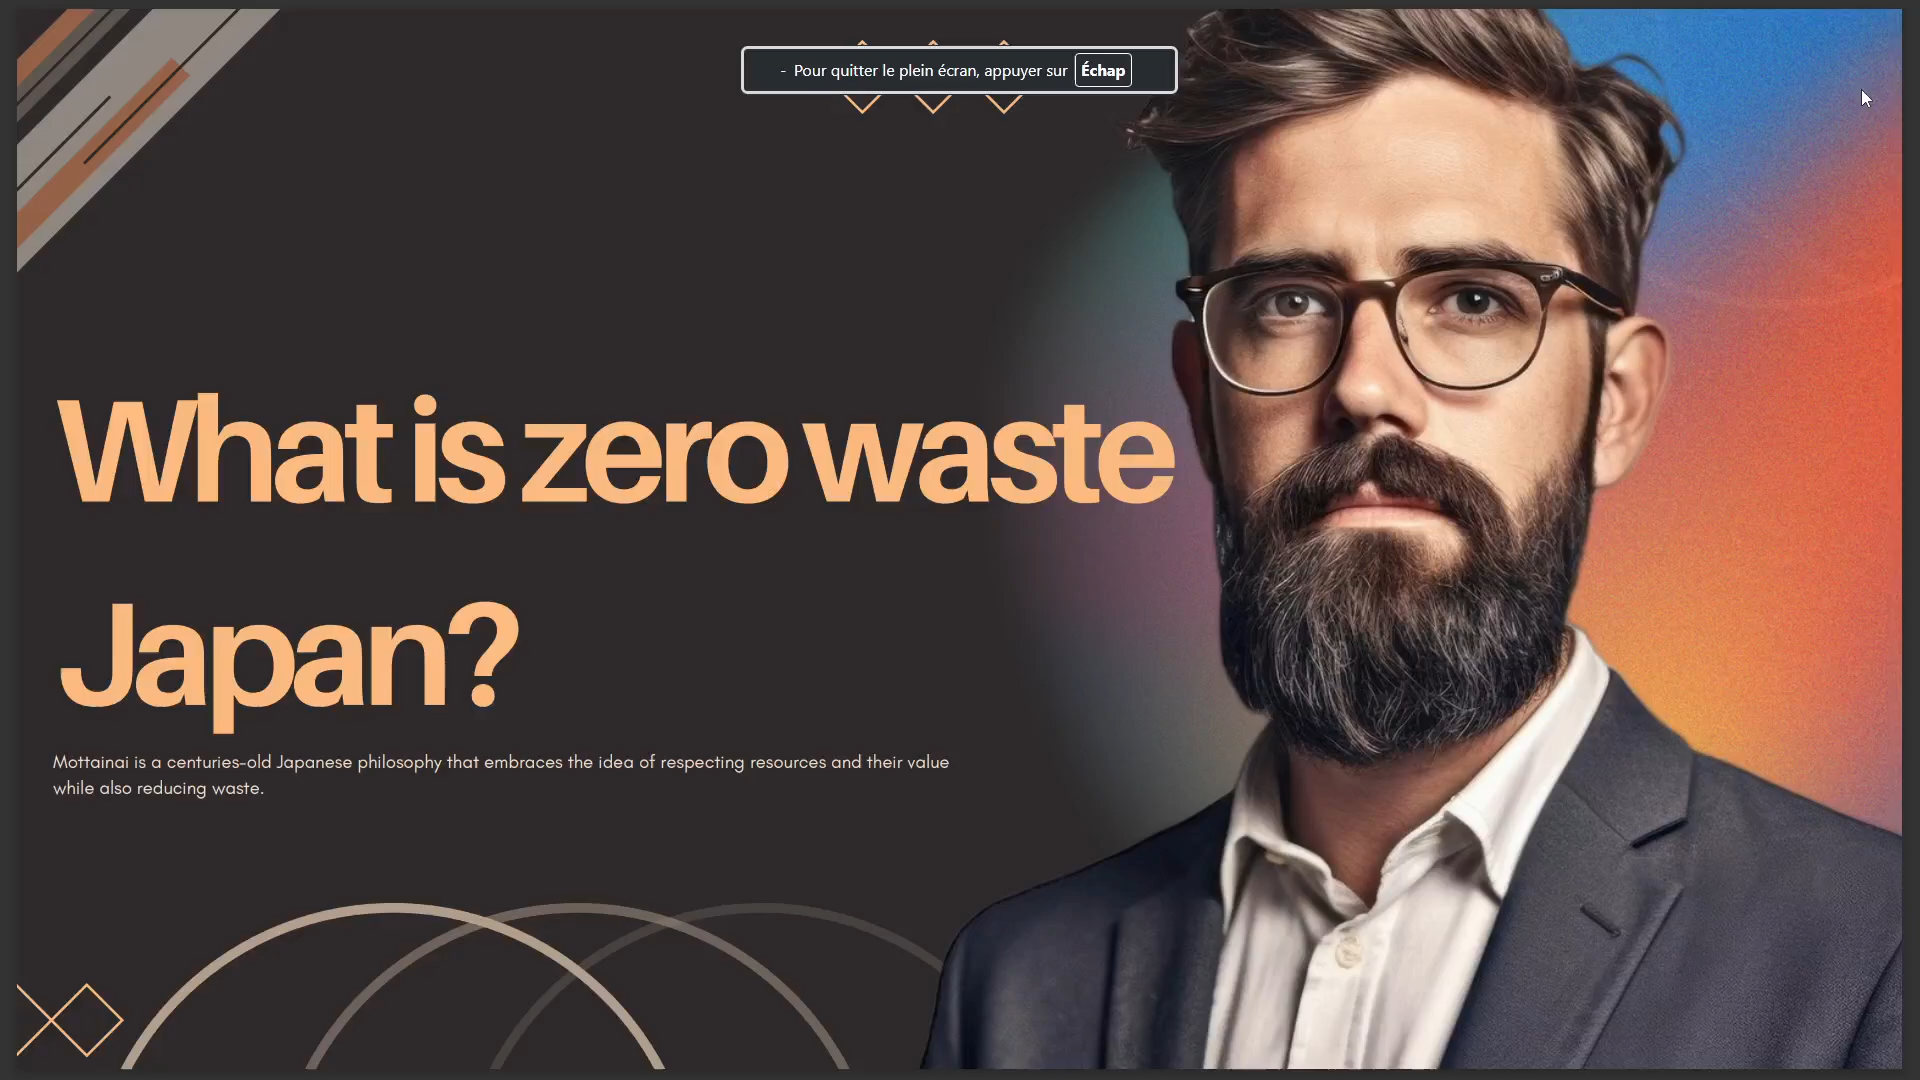 - Pour quitter le plein écran, appuyer sur Échap
What is zero waste
Japan?
Mottainai is a centuries-old Japanese philosophy that embraces the idea of respecting resources and their value
while also reducing waste.